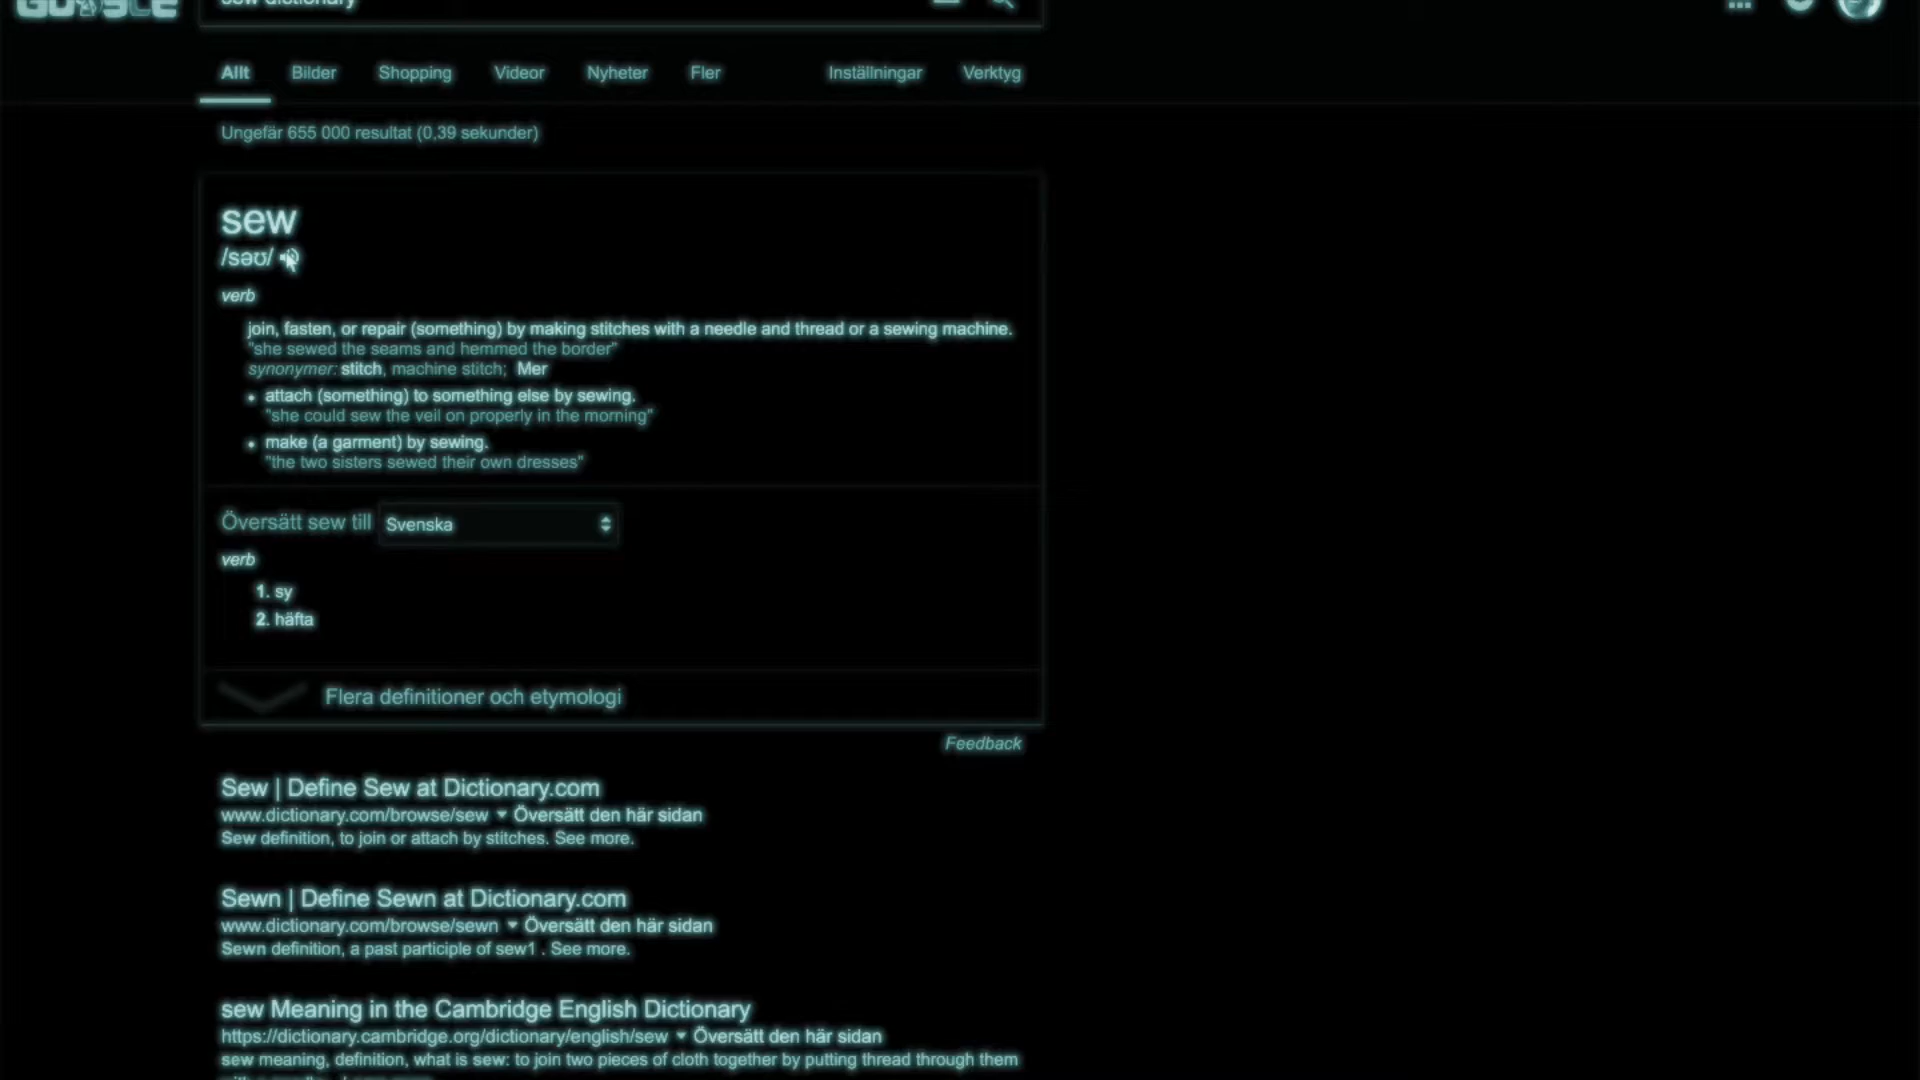 sew dictionary
Allt Bilder Shopping Videor Nyheter Fler Inställningar Verktyg
Ungefär 655 000 resultat (0,39 sekunder)
sew
/səʊ/
verb
join, fasten, or repair (something) by making stitches with a needle and thread or a sewing machine.
"she sewed the seams and hemmed the border"
synonymer: stitch, machine stitch; Mer
• attach (something) to something else by sewing.
"she could sew the veil on properly in the morning"
• make (a garment) by sewing.
"the two sisters sewed their own dresses"
Översätt sew till Svenska
verb
1. sy
2. häfta
Flera definitioner och etymologi
Feedback
Sew | Define Sew at Dictionary.com
www.dictionary.com/browse/sew Översätt den här sidan
Sew definition, to join or attach by stitches. See more.
Sewn | Define Sewn at Dictionary.com
www.dictionary.com/browse/sewn Översätt den här sidan
Sewn definition, a past participle of sew1 . See more.
sew Meaning in the Cambridge English Dictionary
https://dictionary.cambridge.org/dictionary/english/sew Översätt den här sidan
sew meaning, definition, what is sew: to join two pieces of cloth together by putting thread through them